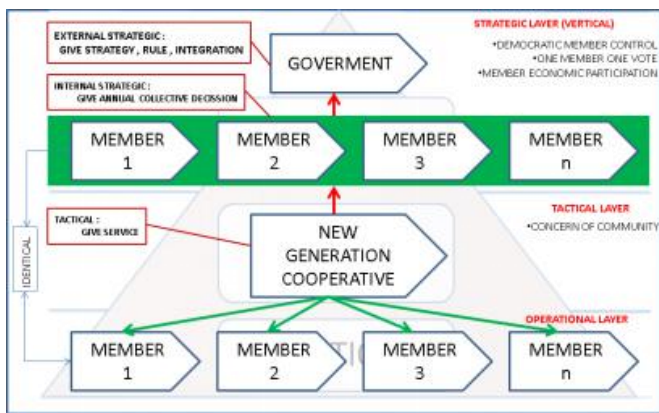 EXTERNAL STRATEGIC :
GIVE STRATEGY , RULE , INTEGRATION
GOVERMENT
STRATEGIC LAYER (VERTICAL)
•DEMOCRATIC MEMBER CONTROL
•ONE MEMBER ONE VOTE
•MEMBER ECONOMIC PARTICIPATION
INTERNAL STRATEGIC :
GIVE ANNUAL COLLECTIVE DECISSION
MEMBER
1
MEMBER
2
MEMBER
3
MEMBER
n
TACTICAL :
GIVE SERVICE
NEW
GENERATION
COOPERATIVE
TACTICAL LAYER
•CONCERN OF COMMUNITY
IDENTICAL
OPERATIONAL LAYER
MEMBER
1
MEMBER
2
MEMBER
3
MEMBER
n